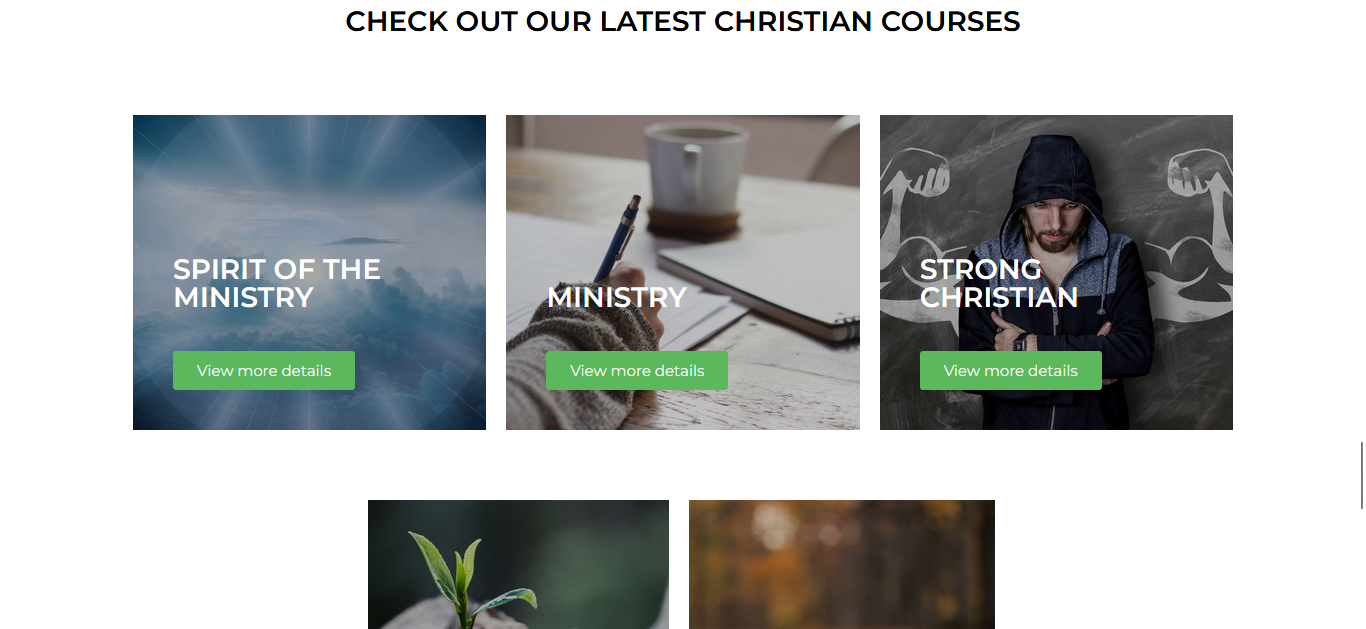 CHECK OUT OUR LATEST CHRISTIAN COURSES
SPIRIT OF THE
MINISTRY
View more details
MINISTRY
View more details
STRONG
CHRISTIAN
View more details